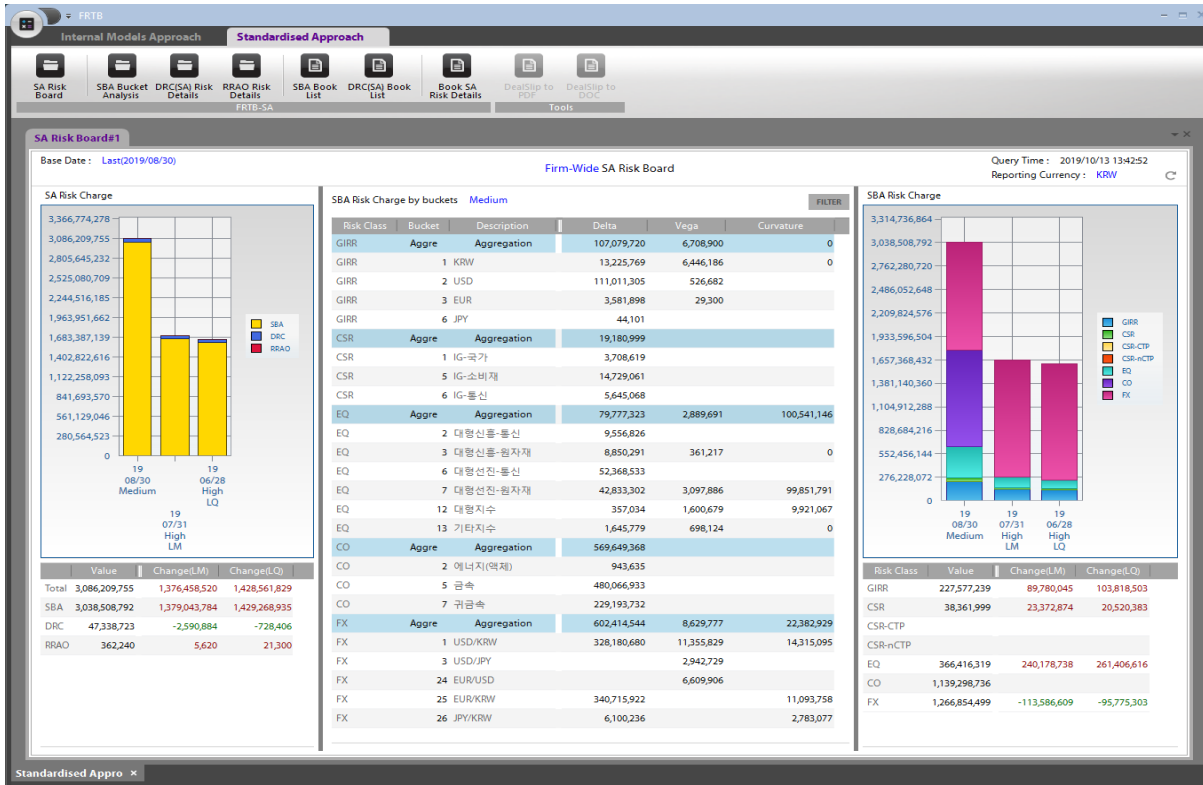 FRTB
Internal Models Approach Standardised Approach
SA Risk Board
SBA Bucket Analysis
DRC(SA) Risk Details
RRAO Risk Details
SBA Book List
DRC(SA) Book List
Book SA Risk Details
DealSlip to PDF
DealSlip to DOC
FRTB-SA Tools
SA Risk Board#1
Base Date : Last(2019/08/30)
Firm-Wide SA Risk Board
Query Time : 2019/10/13 13:42:52
Reporting Currency : KRW
SA Risk Charge
3,366,774,278
3,086,209,755
2,805,645,232
2,525,080,709
2,244,516,185
1,963,951,662
1,683,387,139
1,402,822,616
1,122,258,093
841,693,570
561,129,046
280,564,523
0
19
08/30
Medium
19
07/31
High
LM
19
06/28
High
LQ
SBA
DRC
RRAO
Value Change(LM) Change(LQ)
Total 3,086,209,755 1,376,458,520 1,428,561,829
SBA 3,038,508,792 1,379,043,784 1,429,268,935
DRC 47,338,723 -2,590,884 -728,406
RRAO 362,240 5,620 21,300
SBA Risk Charge by buckets Medium
FILTER
Risk Class Bucket Description Delta Vega Curvature
GIRR Aggre Aggregation 107,079,720 6,708,900 0
GIRR 1 KRW 13,225,769 6,446,186 0
GIRR 2 USD 111,011,305 526,682
GIRR 3 EUR 3,581,898 29,300
GIRR 6 JPY 44,101
CSR Aggre Aggregation 19,180,999
CSR 1 IG-국가 3,708,619
CSR 5 IG-소비재 14,729,061
CSR 6 IG-통신 5,645,068
EQ Aggre Aggregation 79,777,323 2,889,691 100,541,146
EQ 2 대형신흥-통신 9,556,826
EQ 3 대형신흥-원자재 8,850,291 361,217 0
EQ 6 대형선진-통신 52,368,533
EQ 7 대형선진-원자재 42,833,302 3,097,886 99,851,791
EQ 12 대형지수 357,034 1,600,679 9,921,067
EQ 13 기타지수 1,645,779 698,124 0
CO Aggre Aggregation 569,649,368
CO 2 에너지(액체) 943,635
CO 5 금속 480,066,933
CO 7 귀금속 229,193,732
FX Aggre Aggregation 602,414,544 8,629,777 22,382,929
FX 1 USD/KRW 328,180,680 11,355,829 14,315,095
FX 3 USD/JPY 2,942,729
FX 24 EUR/USD 6,609,906
FX 25 EUR/KRW 340,715,922 11,093,758
FX 26 JPY/KRW 6,100,236 2,783,077
SBA Risk Charge
3,314,736,864
3,038,508,792
2,762,280,720
2,486,052,648
2,209,824,576
1,933,596,504
1,657,368,432
1,381,140,360
1,104,912,288
828,684,216
552,456,144
276,228,072
0
19
08/30
Medium
19
07/31
High
LM
19
06/28
High
LQ
GIRR
CSR
CSR-CTP
CSR-nCTP
EQ
CO
FX
Risk Class Value Change(LM) Change(LQ)
GIRR 227,577,239 89,780,045 103,818,503
CSR 38,361,999 23,372,874 20,520,383
CSR-CTP
CSR-nCTP
EQ 366,416,319 240,178,738 261,406,616
CO 1,139,298,736
FX 1,266,854,499 -113,586,609 -95,775,303
Standardised Appro